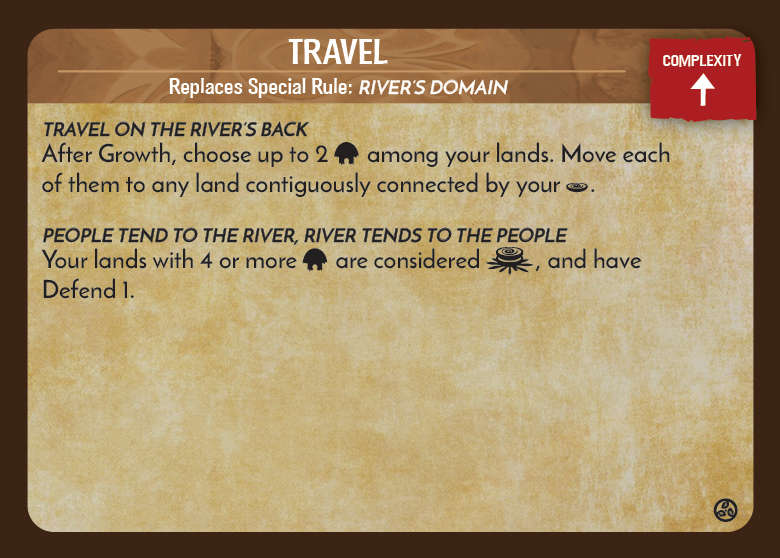 TRAVEL
Replaces Special Rule: RIVER'S DOMAIN
COMPLEXITY
TRAVEL ON THE RIVER'S BACK
After Growth, choose up to 2 among your lands. Move each
of them to any land contiguously connected by your .
PEOPLE TEND TO THE RIVER, RIVER TENDS TO THE PEOPLE
Your lands with 4 or more are considered , and have
Defend 1.